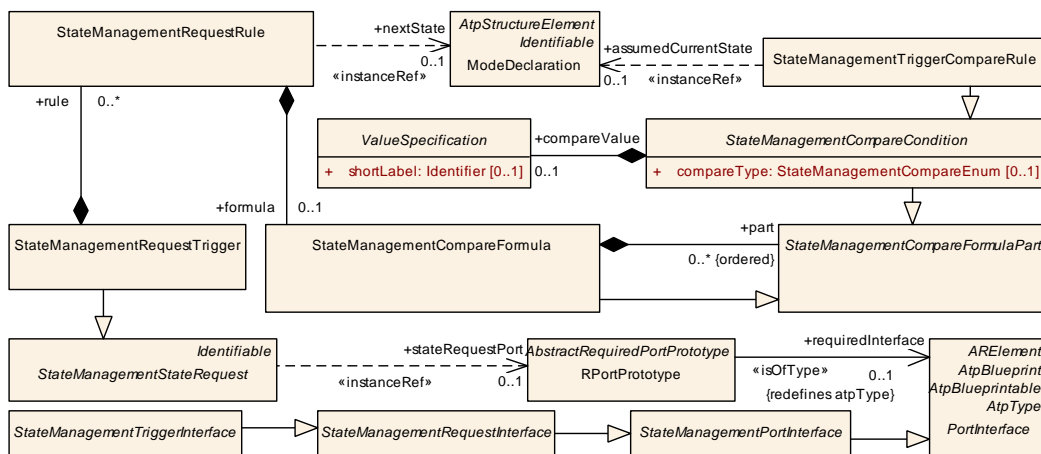 StateManagementRequestRule
+nextState
0..1
«instanceRef»
AtpStructureElement
Identifiable
ModeDeclaration
+assumedCurrentState
0..1
«instanceRef»
StateManagementTriggerCompareRule
+rule
0..*
ValueSpecification
+ shortLabel: Identifier [0..1]
+compareValue
0..1
StateManagementCompareCondition
+ compareType: StateManagementCompareEnum [0..1]
+formula
0..1
StateManagementRequestTrigger
StateManagementCompareFormula
+part
0..* {ordered}
StateManagementCompareFormulaPart
Identifiable
StateManagementStateRequest
+stateRequestPort
«instanceRef»
0..1
AbstractRequiredPortPrototype
RPortPrototype
+requiredInterface
«isOfType»
0..1
{redefines atpType}
ARElement
AtpBlueprint
AtpBlueprintable
AtpType
PortInterface
StateManagementTriggerInterface
StateManagementRequestInterface
StateManagementPortInterface